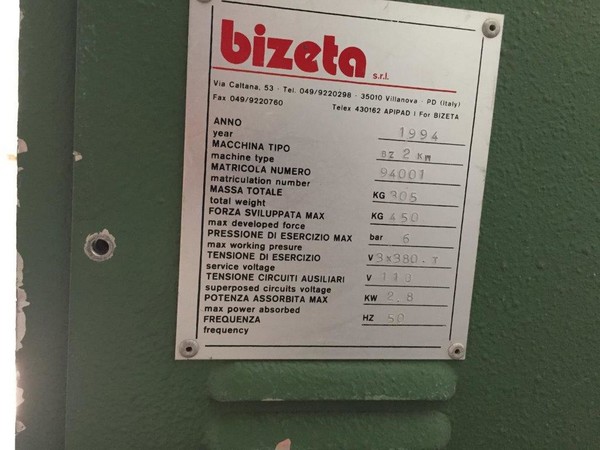 bizeta s.r.l.
Via Caltana, 53 · Tel. 049/9220298 · 35010 Villanova · PD (Italy)
Fax 049/9220760 Telex 430162 APIPAD I For BIZETA
ANNO
year 1994
MACCHINA TIPO
machine type BZ 2 KM
MATRICOLA NUMERO
matriculation number 94001
MASSA TOTALE KG 305
total weight
FORZA SVILUPPATA MAX KG 450
max developed force
PRESSIONE DI ESERCIZIO MAX bar 6
max working presure
TENSIONE DI ESERCIZIO V 3x380.T
service voltage
TENSIONE CIRCUITI AUSILIARI V
superposed circuits voltage
POTENZA ASSORBITA MAX KW 2.8
max power absorbed
FREQUENZA HZ 50
frequency